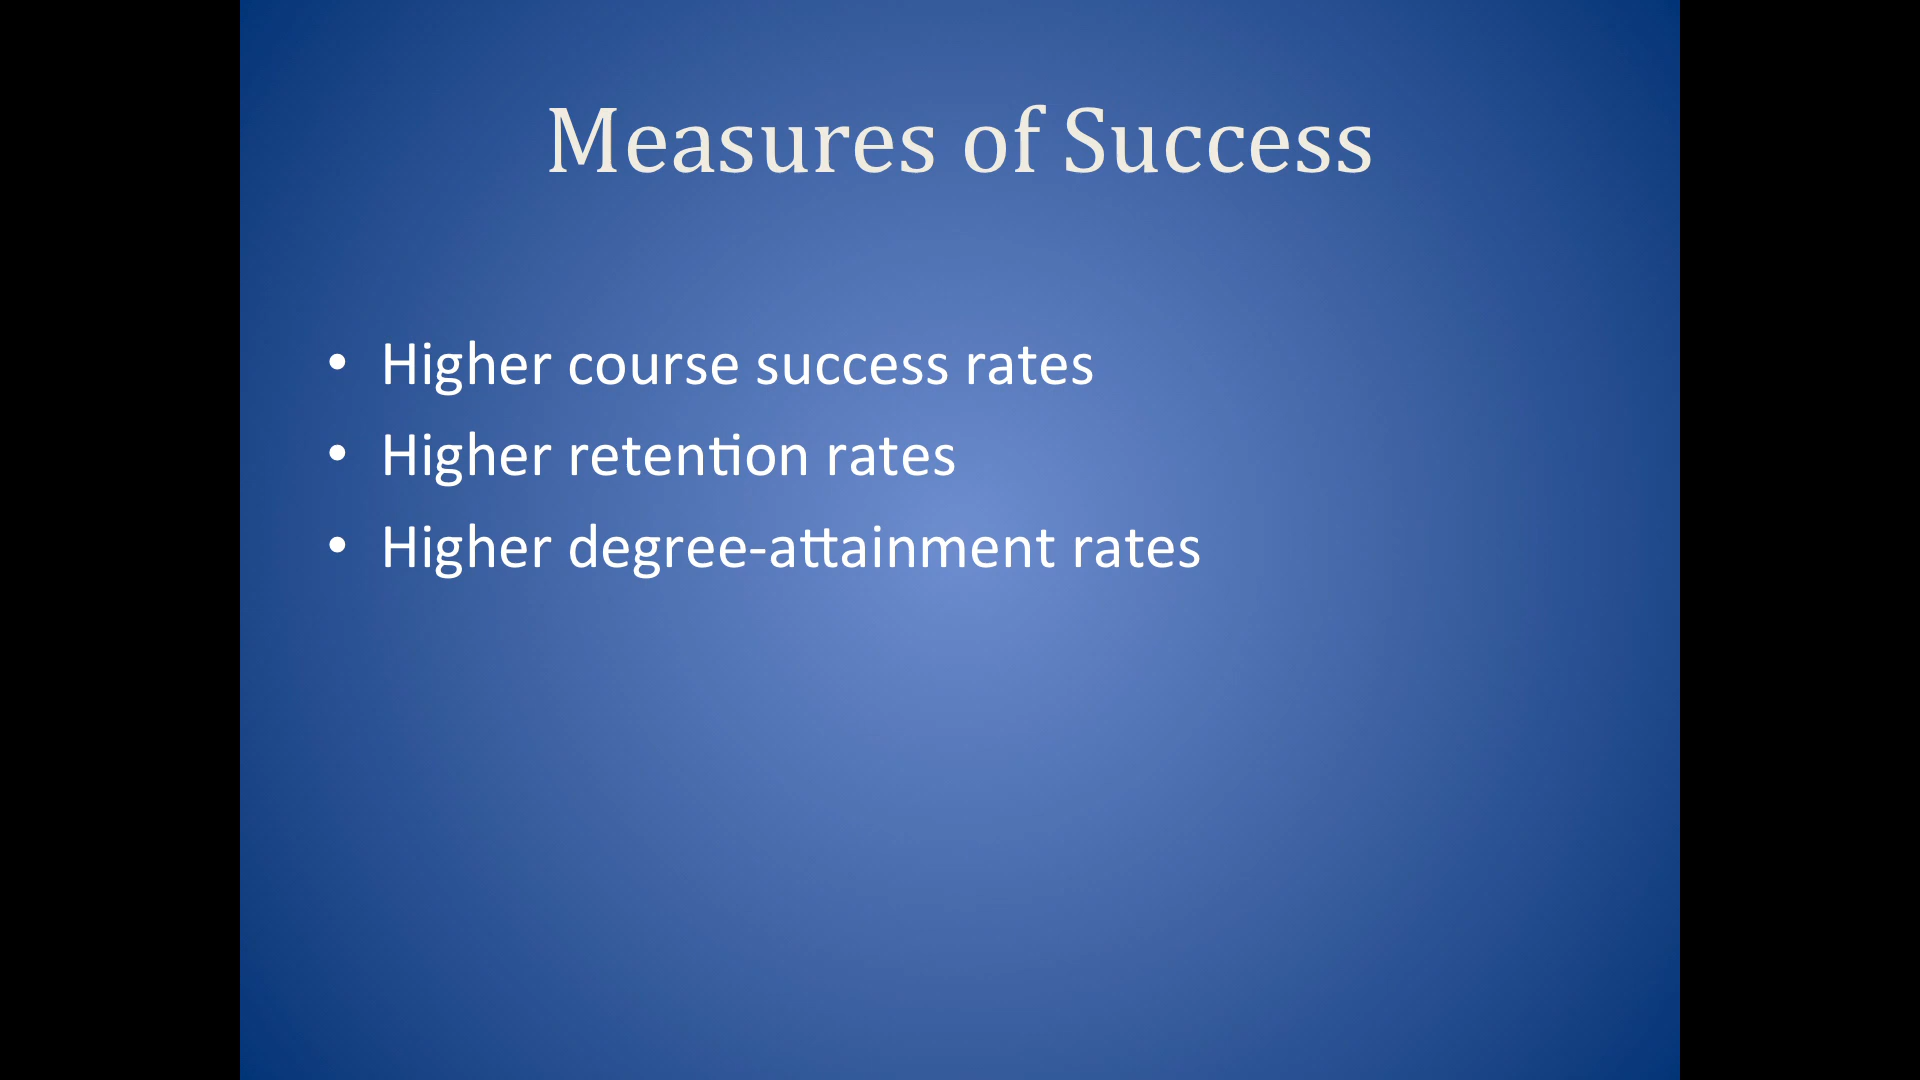 Measures of Success
• Higher course success rates
• Higher retention rates
• Higher degree-attainment rates